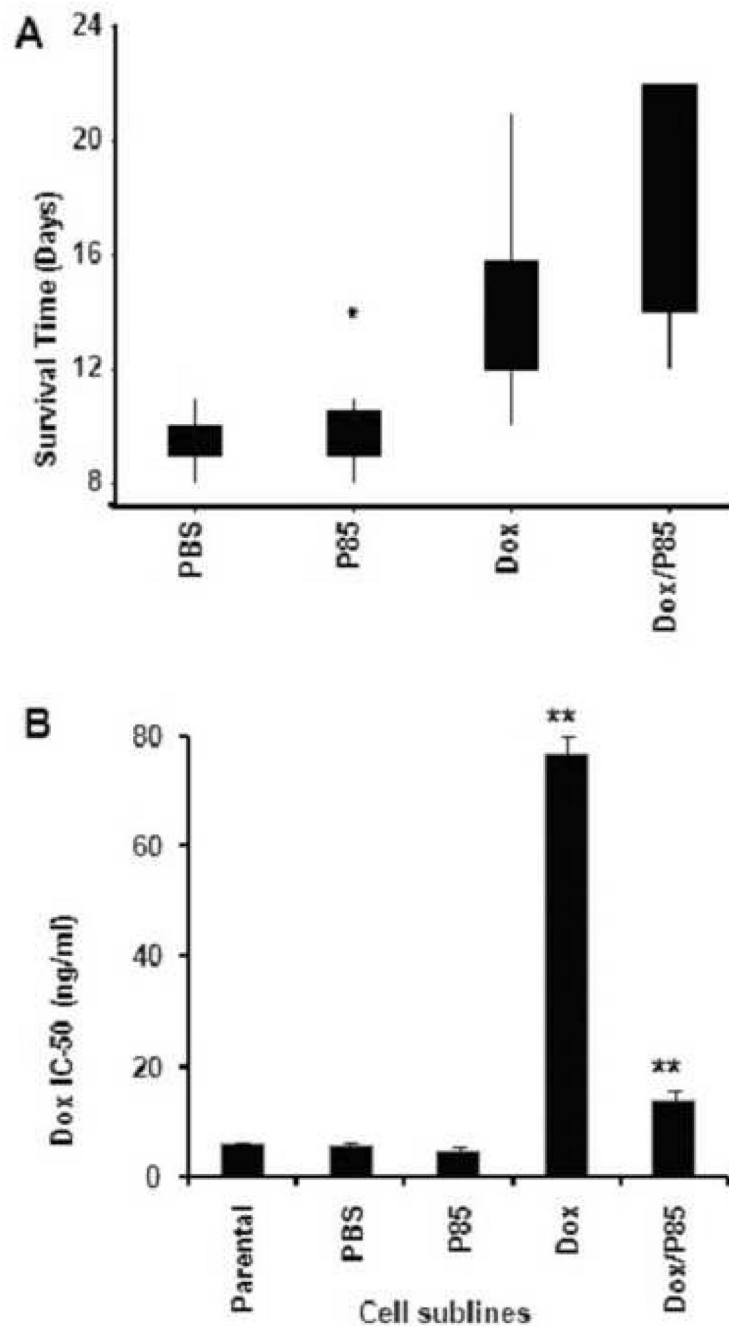 A
Survival Time (Days)
24
20
16
12
8
*
PBS
P85
Dox
Dox/P85
B
Dox IC-50 (ng/ml)
80
60
40
20
0
**
**
Parental
PBS
P85
Dox
Dox/P85
Cell sublines